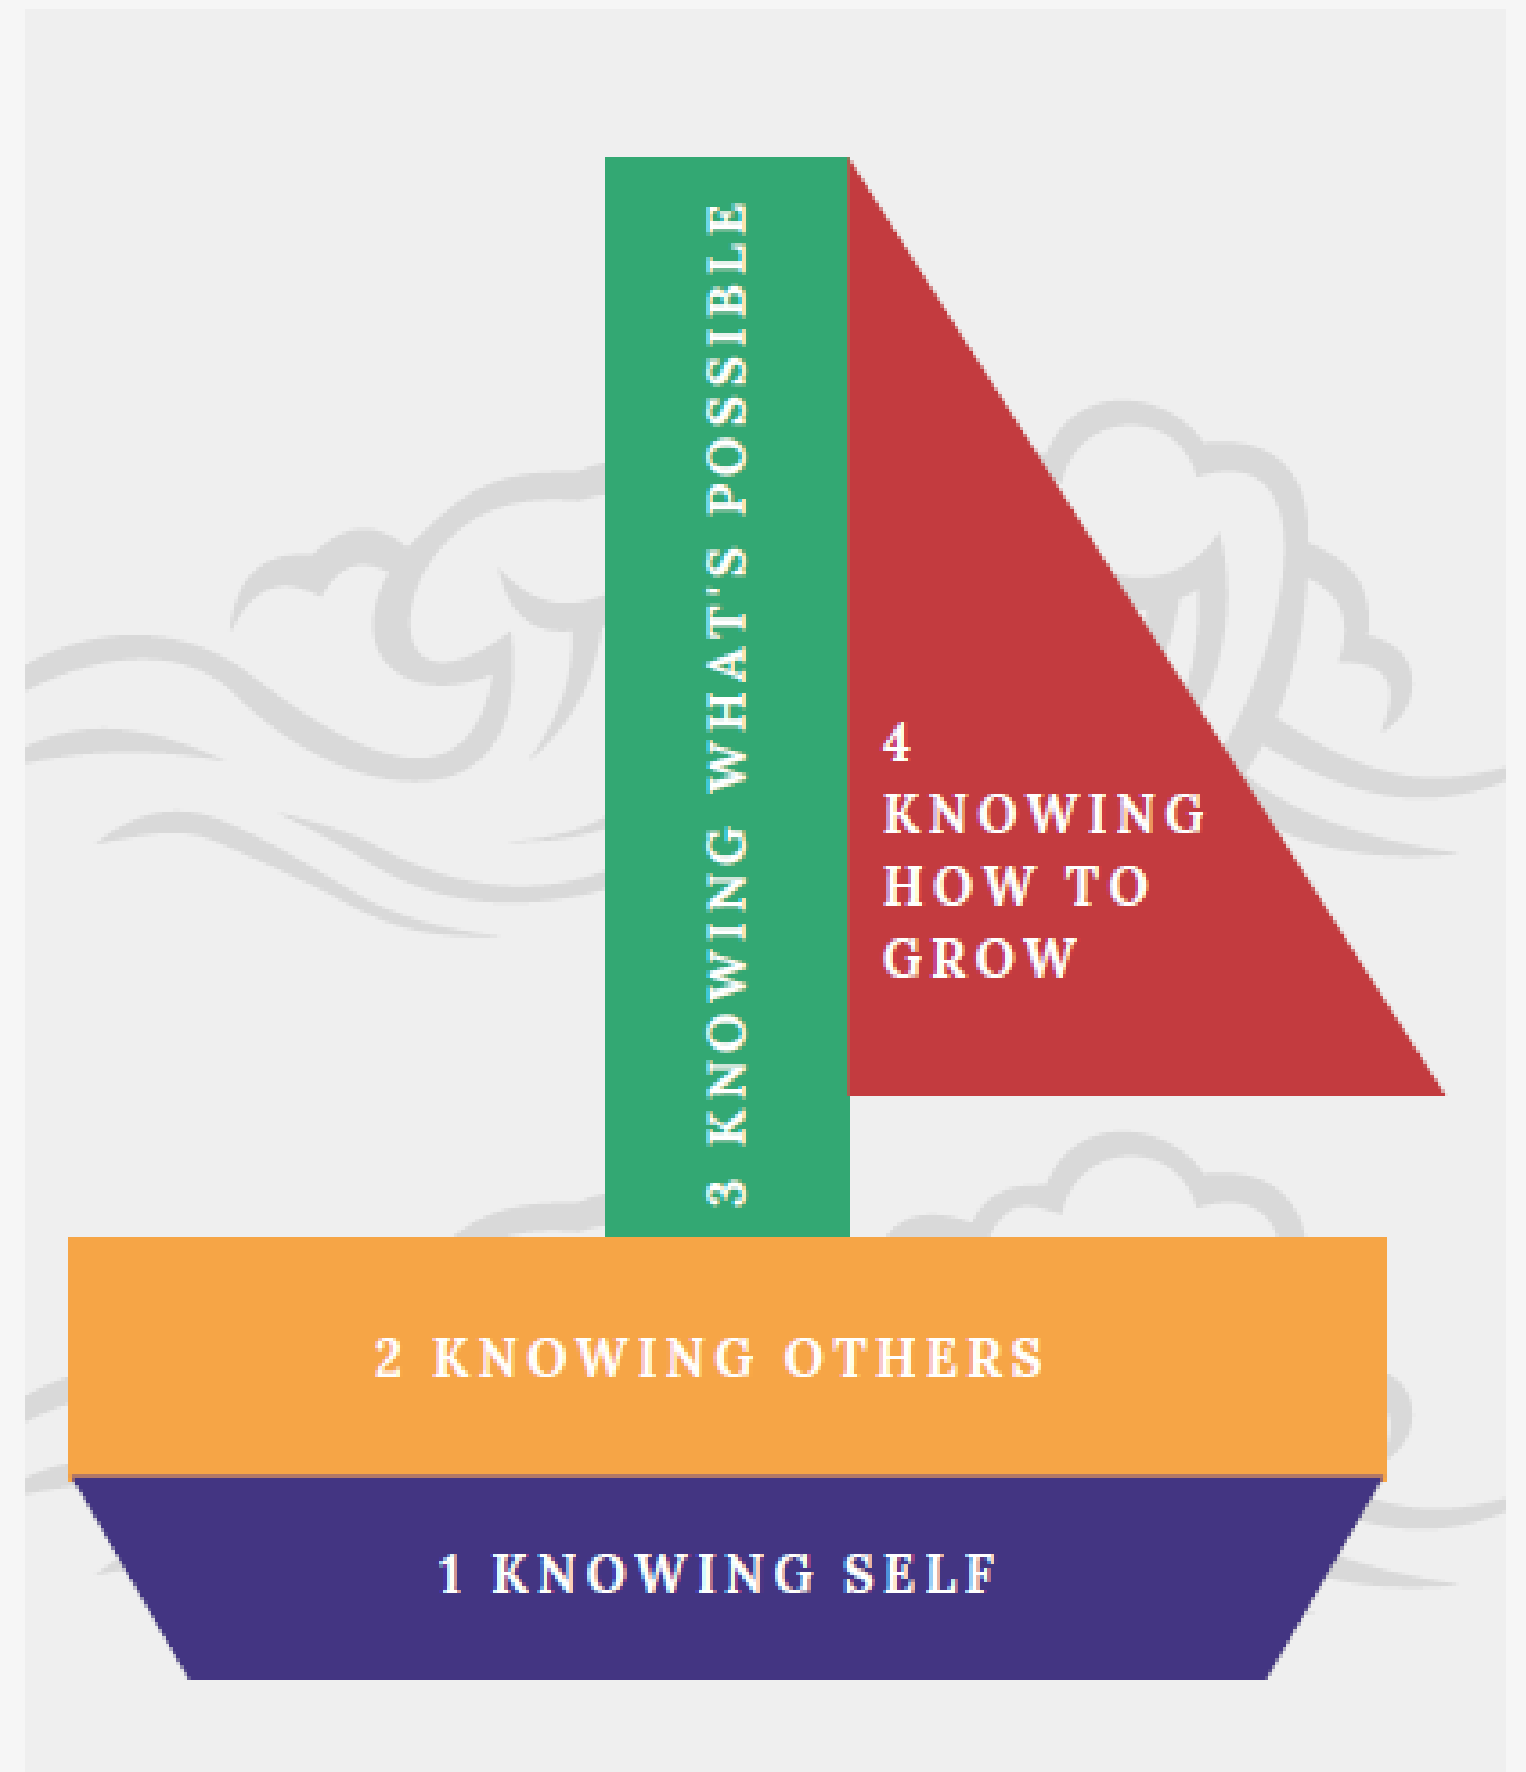 3 KNOWING WHAT'S POSSIBLE
4
KNOWING
HOW TO
GROW
2 KNOWING OTHERS
1 KNOWING SELF